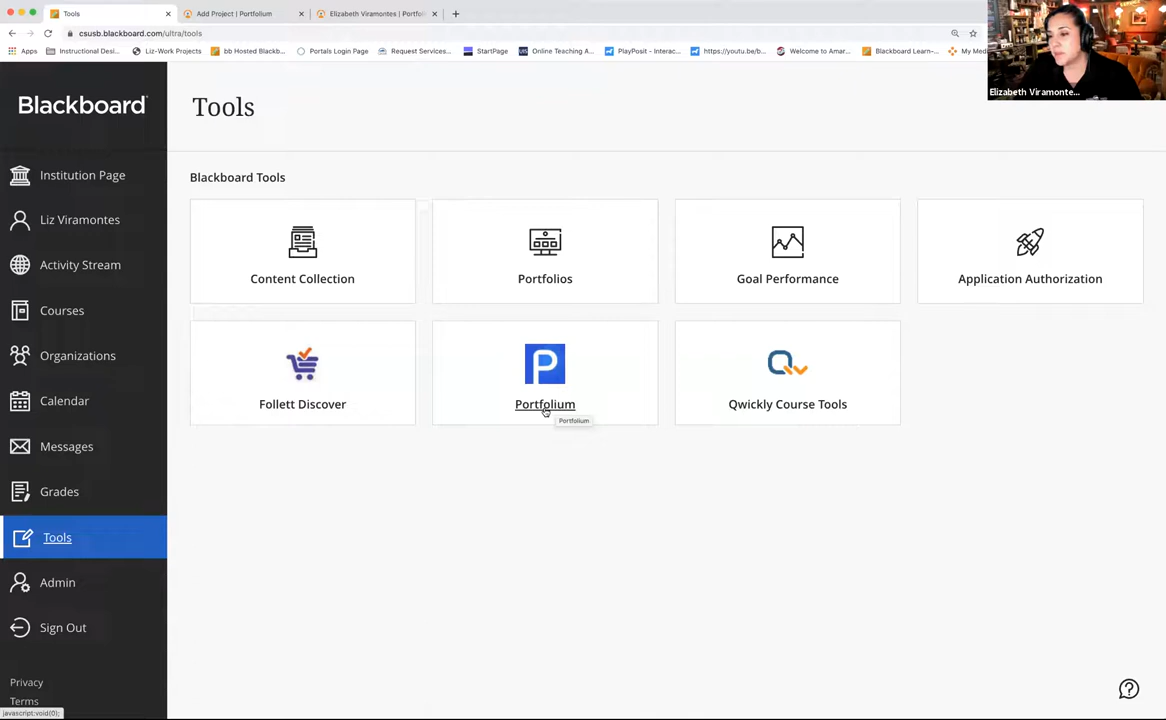 Tools
Add Project | Portfolium
Elizabeth Viramontes | Portfo
csusb.blackboard.com/ultra/tools
Apps
Instructional Desi...
Liz-Work Projects
bb Hosted Blackb...
Portals Login Page
Request Services...
StartPage
Online Teaching A...
PlayPosit - Interac...
https://youtu.be/b...
Welcome to Amar...
Blackboard Learn-...
My Med
Elizabeth Viramonte...
Blackboard
Tools
Institution Page
Liz Viramontes
Activity Stream
Courses
Organizations
Calendar
Messages
Grades
Tools
Admin
Sign Out
Privacy
Terms
javascript:void(0);
Blackboard Tools
Content Collection
Portfolios
Goal Performance
Application Authorization
Follett Discover
P
Portfolium
Portfolium
Qwickly Course Tools